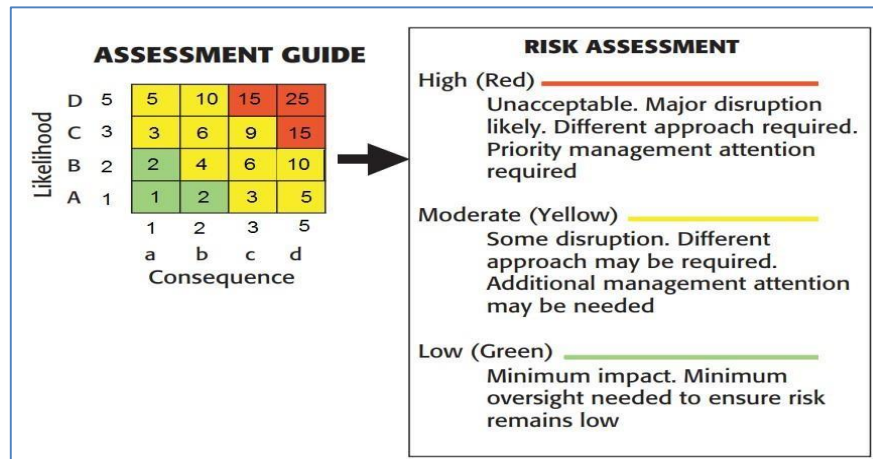 ASSESSMENT GUIDE
Likelihood
D 5 5 10 15 25
C 3 3 6 9 15
B 2 2 4 6 10
A 1 1 2 3 5
1 2 3 5
a b c d
Consequence
RISK ASSESSMENT
High (Red)
Unacceptable. Major disruption
likely. Different approach required.
Priority management attention
required
Moderate (Yellow)
Some disruption. Different
approach may be required.
Additional management attention
may be needed
Low (Green)
Minimum impact. Minimum
oversight needed to ensure risk
remains low